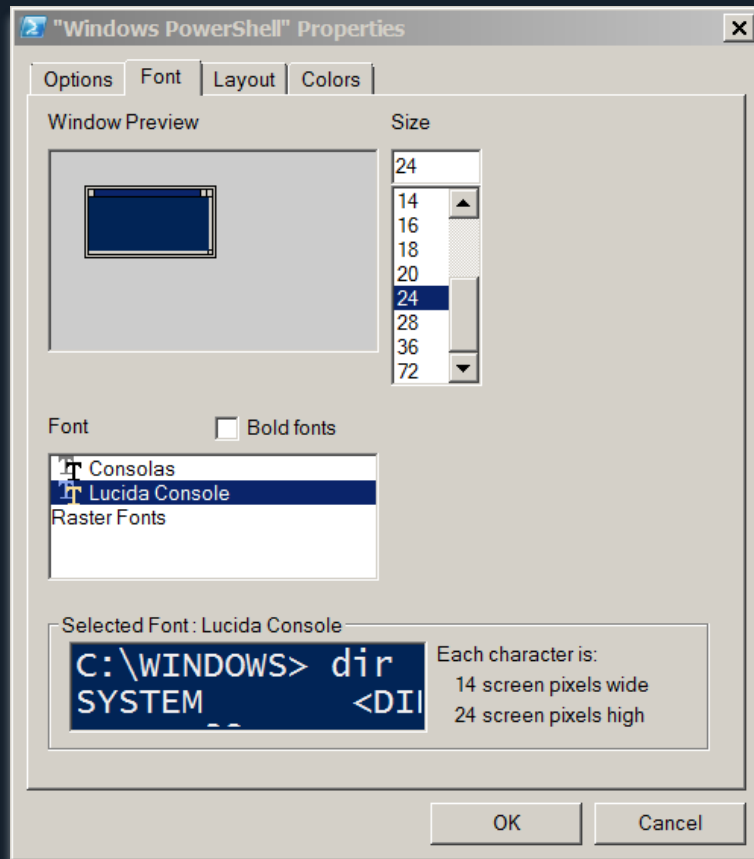 "Windows PowerShell" Properties
Options Font Layout Colors
Window Preview
Size
24
14
16
18
20
24
28
36
72
Font
Bold fonts
Consolas
Lucida Console
Raster Fonts
Selected Font : Lucida Console
C:\WINDOWS> dir
SYSTEM <DI
Each character is:
14 screen pixels wide
24 screen pixels high
OK Cancel